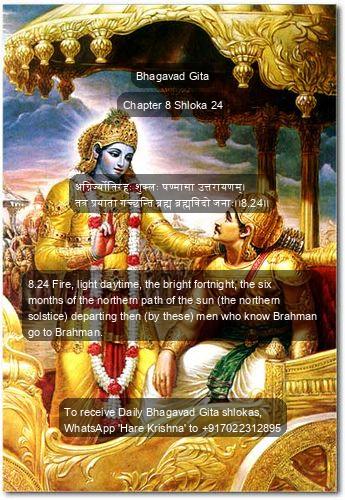 Bhagavad Gita
Chapter 8 Shloka 24
अग्निर्ज्योतिरहः शुक्लः षण्मासा उत्तरायणम्।
तत्र प्रयाता गच्छन्ति ब्रह्म ब्रह्मविदो जनाः।।8.24।।
8.24 Fire, light daytime, the bright fortnight, the six
months of the northern path of the sun (the northern
solstice) departing then (by these) men who know Brahman
go to Brahman.
To receive Daily Bhagavad Gita shlokas,
WhatsApp 'Hare Krishna' to +917022312895